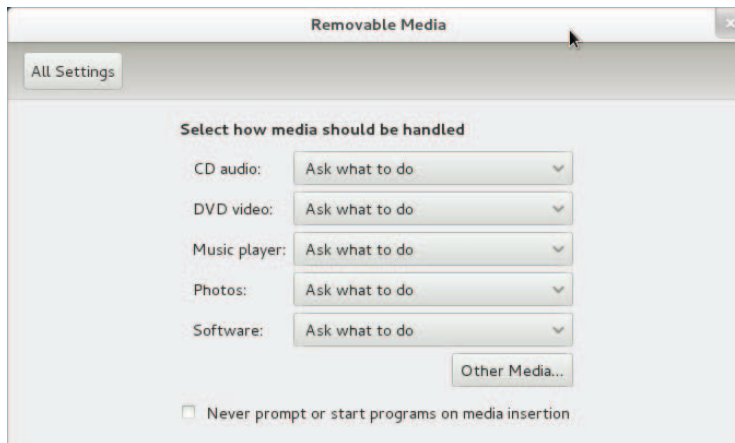 Removable Media
All Settings
Select how media should be handled
CD audio: Ask what to do
DVD video: Ask what to do
Music player: Ask what to do
Photos: Ask what to do
Software: Ask what to do
Other Media...
Never prompt or start programs on media insertion